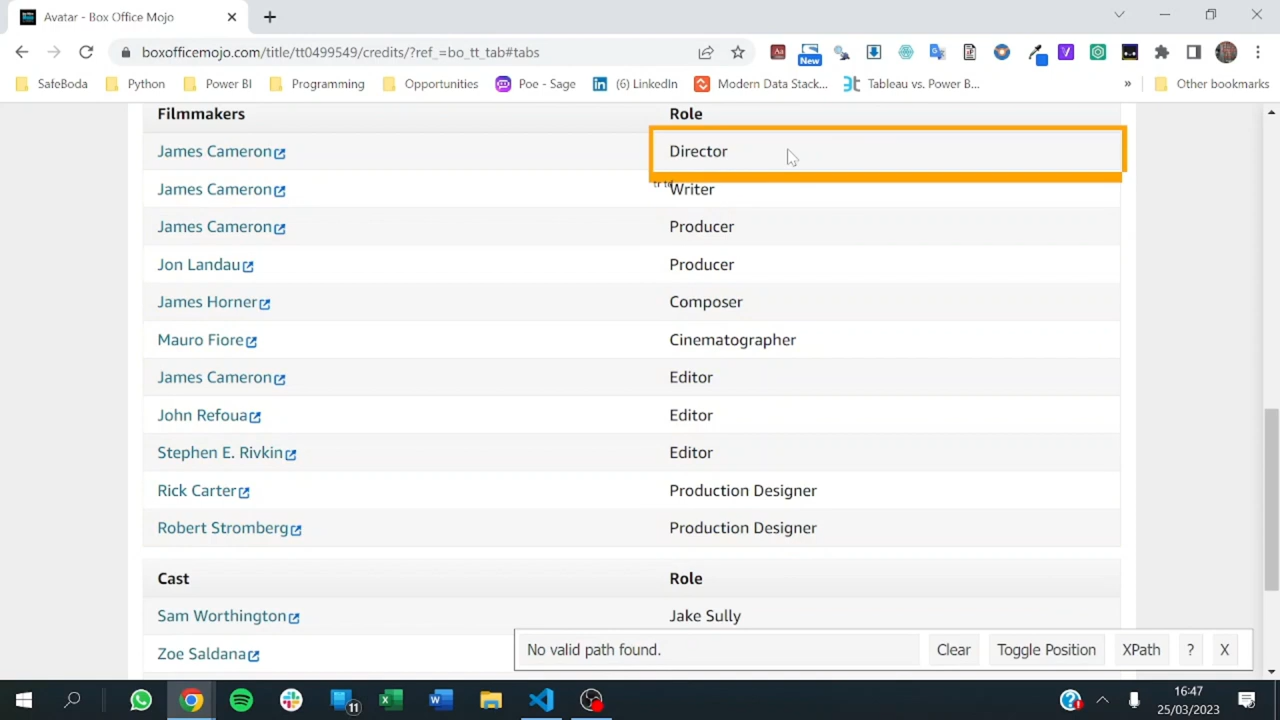 Avatar - Box Office Mojo
boxofficemojo.com/title/tt0499549/credits/?ref_=bo_tt_tab#tabs
New
SafeBoda Python Power BI Programming Opportunities Poe - Sage (6) LinkedIn Modern Data Stack... Tableau vs. Power B... » Other bookmarks
Filmmakers Role
James Cameron Director
tr td
James Cameron Writer
James Cameron Producer
Jon Landau Producer
James Horner Composer
Mauro Fiore Cinematographer
James Cameron Editor
John Refoua Editor
Stephen E. Rivkin Editor
Rick Carter Production Designer
Robert Stromberg Production Designer
Cast Role
Sam Worthington Jake Sully
Zoe Saldana
No valid path found. Clear Toggle Position XPath ? X
11
16:47
25/03/2023